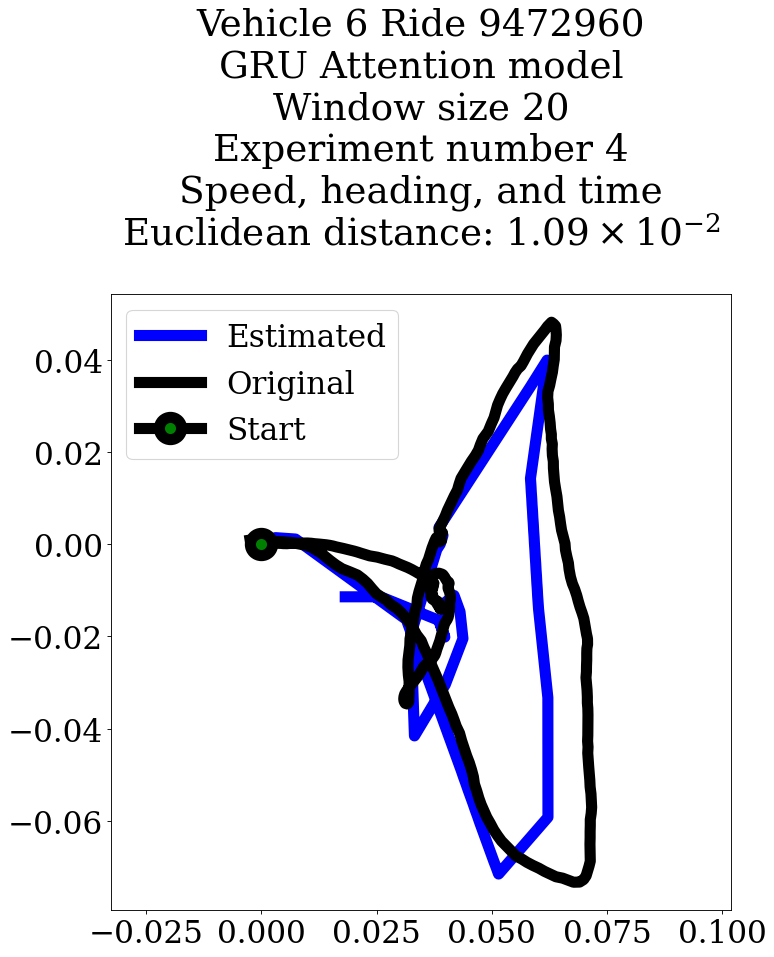 Vehicle 6 Ride 9472960
GRU Attention model
Window size 20
Experiment number 4
Speed, heading, and time
Euclidean distance: 1.09 × 10⁻²
Estimated
Original
Start
0.04
0.02
0.00
−0.02
−0.04
−0.06
−0.025 0.000 0.025 0.050 0.075 0.100